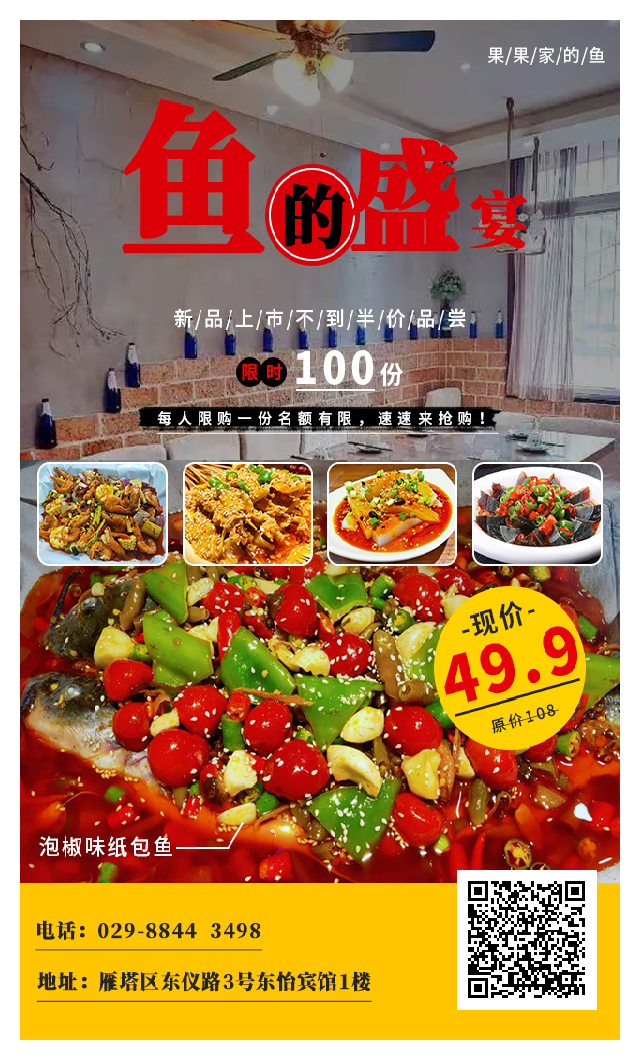 果/果/家/的/鱼
鱼的盛宴
新/品/上/市/不/到/半/价/品/尝
限时100份
每人限购一份名额有限，速速来抢购！
-现价-
49.9
原价108
泡椒味纸包鱼
电话：029-8844 3498
地址：雁塔区东仪路3号东怡宾馆1楼